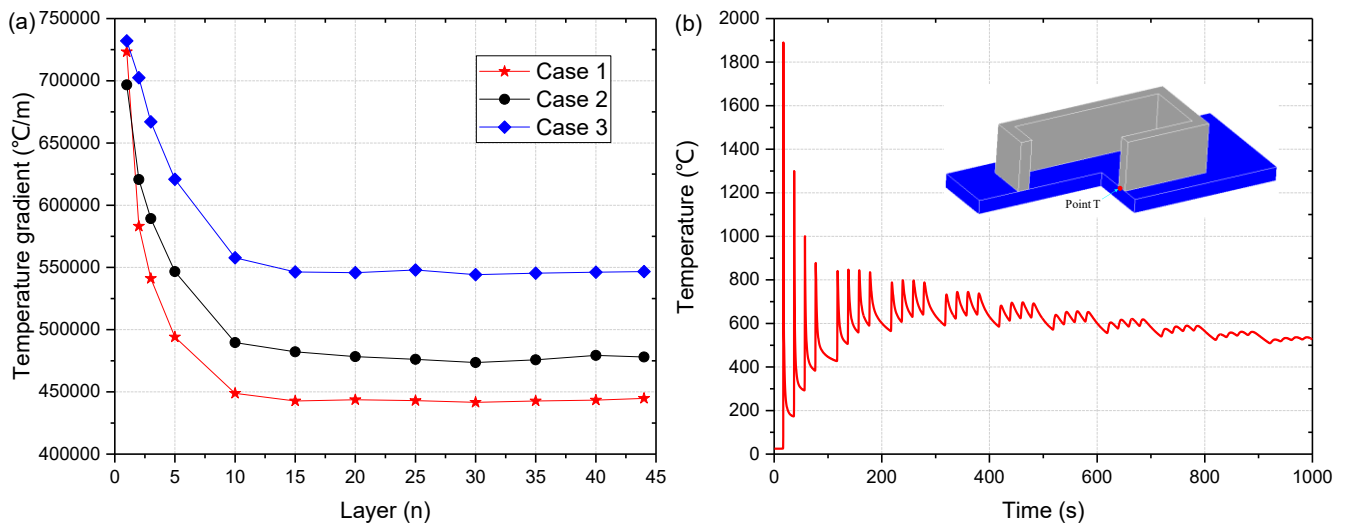 (a)
750000
700000
650000
600000
550000
500000
450000
400000
Temperature gradient (℃/m)
0 5 10 15 20 25 30 35 40 45
Layer (n)
Case 1
Case 2
Case 3
(b)
2000
1800
1600
1400
1200
1000
800
600
400
200
0
Temperature (℃)
0 200 400 600 800 1000
Time (s)
Point T